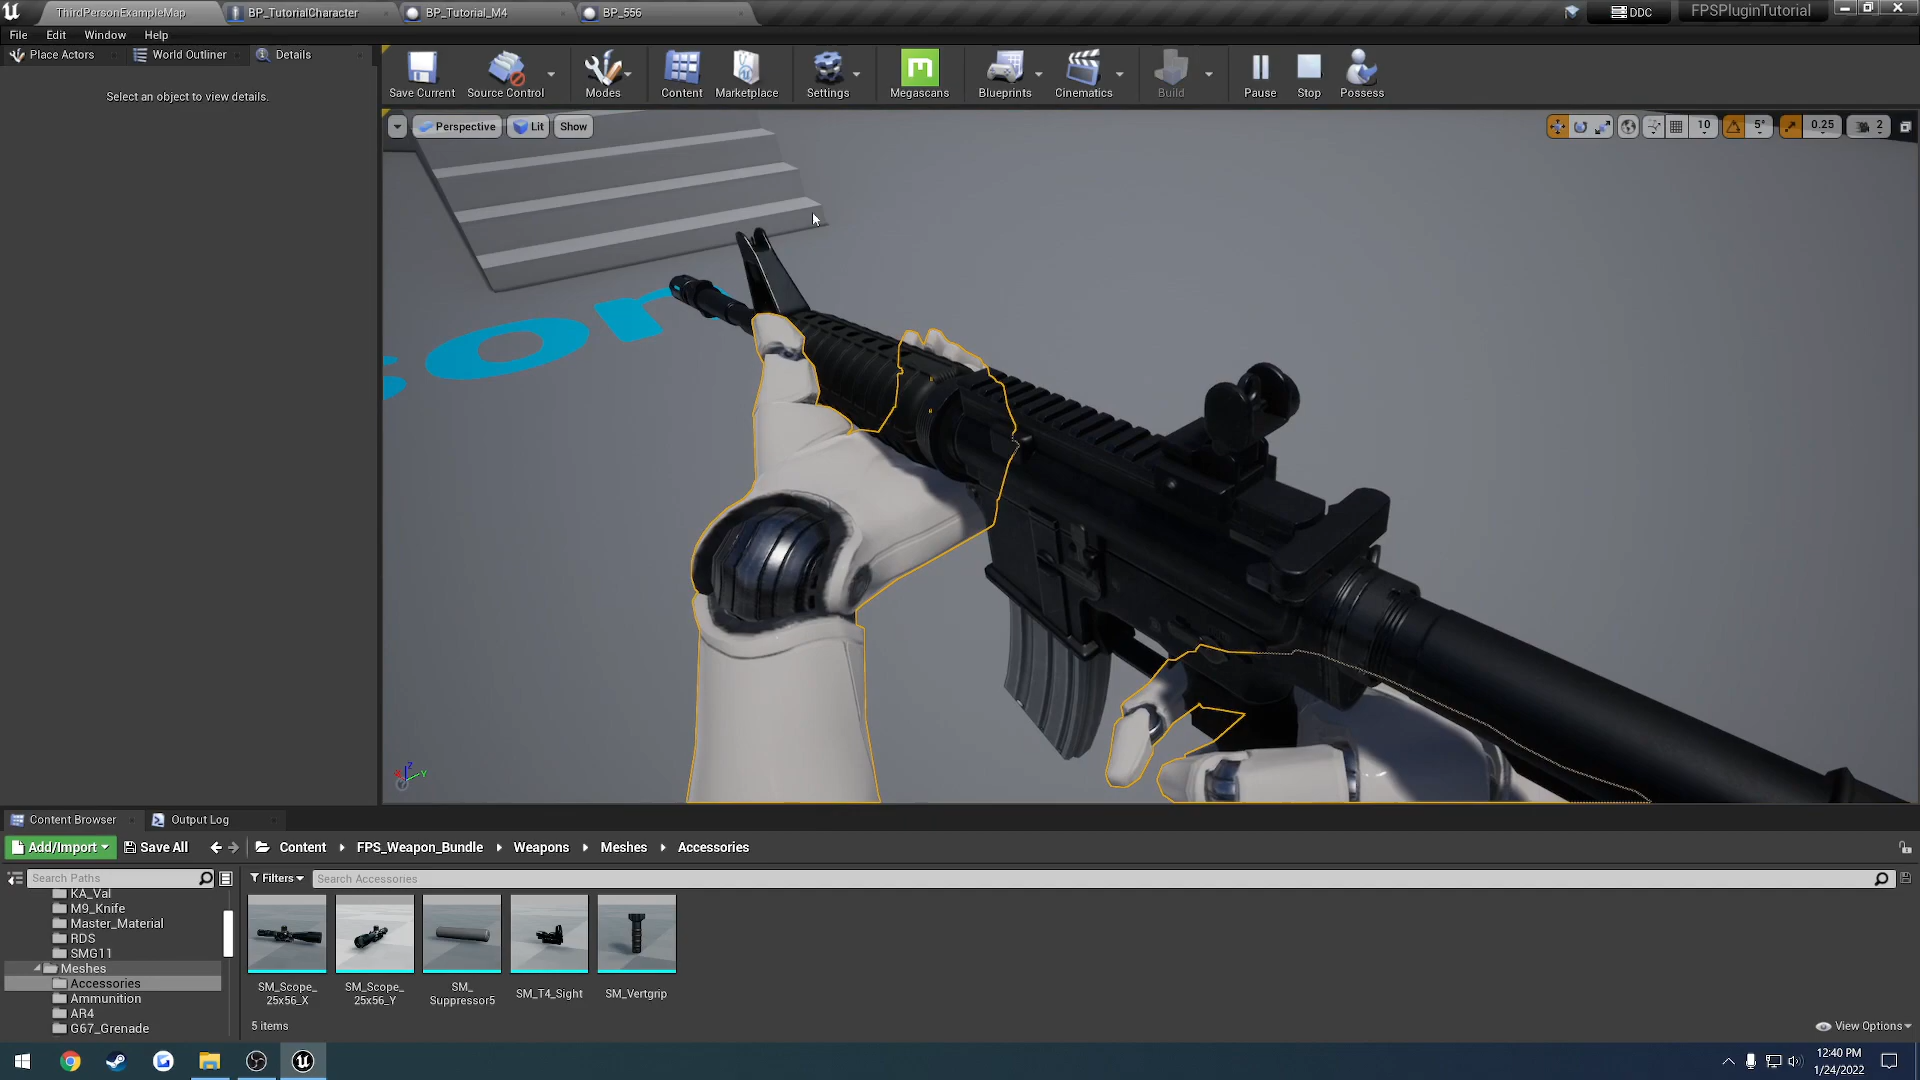 ThirdPersonExampleMap
BP_TutorialCharacter
BP_Tutorial_M4
BP_556
DDC
FPSPluginTutorial
File
Edit
Window
Help
Place Actors
World Outliner
Details
Select an object to view details.
Save Current
Source Control
Modes
Content
Marketplace
Settings
Megascans
Blueprints
Cinematics
Build
Pause
Stop
Possess
Perspective
Lit
Show
10
5°
0.25
2
Content Browser
Output Log
Add/Import
Save All
Content
FPS_Weapon_Bundle
Weapons
Meshes
Accessories
Search Paths
Filters
Search Accessories
KA_Val
M9_Knife
Master_Material
RDS
SMG11
Meshes
Accessories
Ammunition
AR4
G67_Grenade
SM_Scope_
25x56_X
SM_Scope_
25x56_Y
SM_
Suppressor5
SM_T4_Sight
SM_Vertgrip
5 items
View Options
12:40 PM
1/24/2022